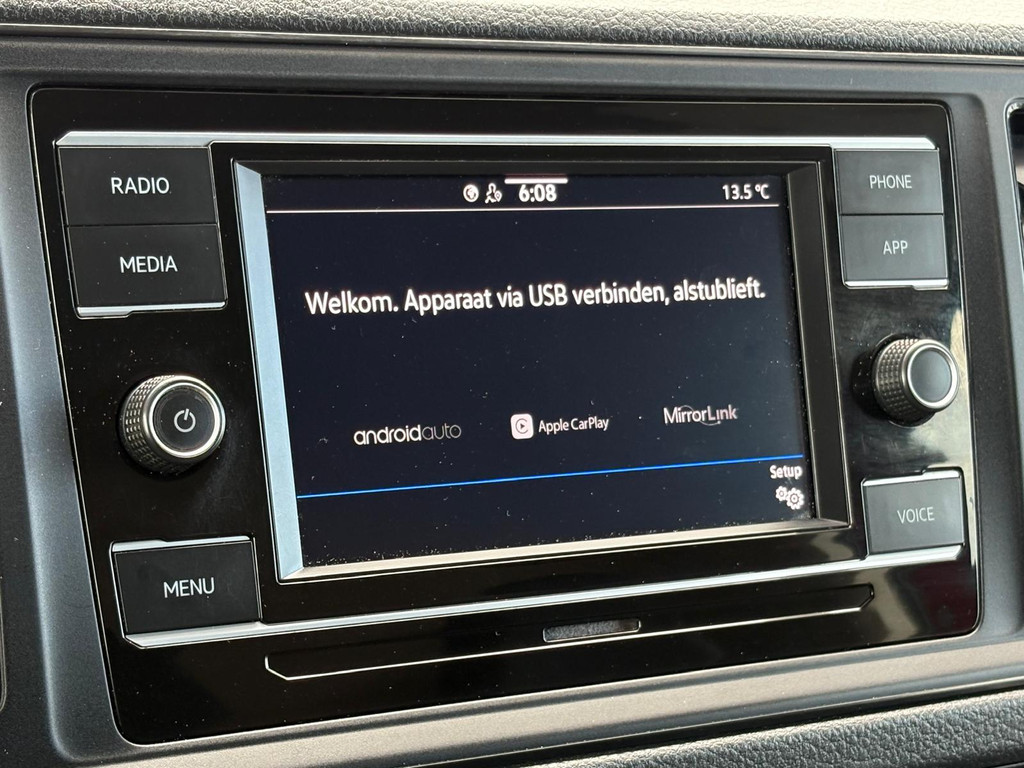 RADIO
MEDIA
6:08
13.5 °C
PHONE
APP
Welkom. Apparaat via USB verbinden, alstublieft.
androidauto
Apple CarPlay
MirrorLink
Setup
VOICE
MENU